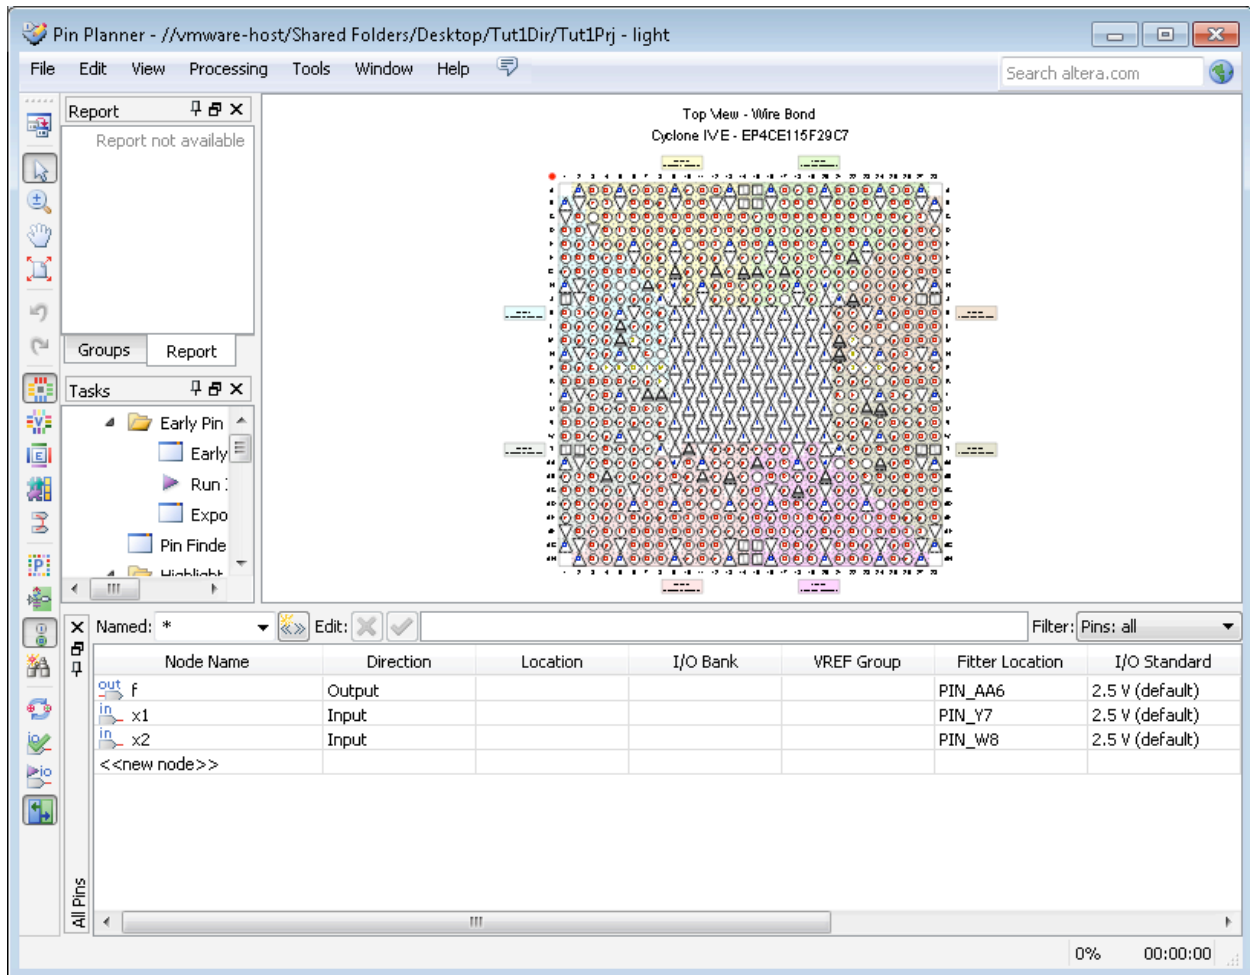 Pin Planner - //vmware-host/Shared Folders/Desktop/Tut1Dir/Tut1Prj - light
File Edit View Processing Tools Window Help
Search altera.com
Report
Report not available
Groups Report
Tasks
Early Pin
Early
Run
Expo
Pin Finde
Highlight
Top View - Wire Bond
Cyclone IV E - EP4CE115F29C7
Named: * Edit: Filter: Pins: all
Node Name Direction Location I/O Bank VREF Group Fitter Location I/O Standard
out f Output PIN_AA6 2.5 V (default)
in x1 Input PIN_Y7 2.5 V (default)
in x2 Input PIN_W8 2.5 V (default)
<<new node>>
All Pins
0% 00:00:00